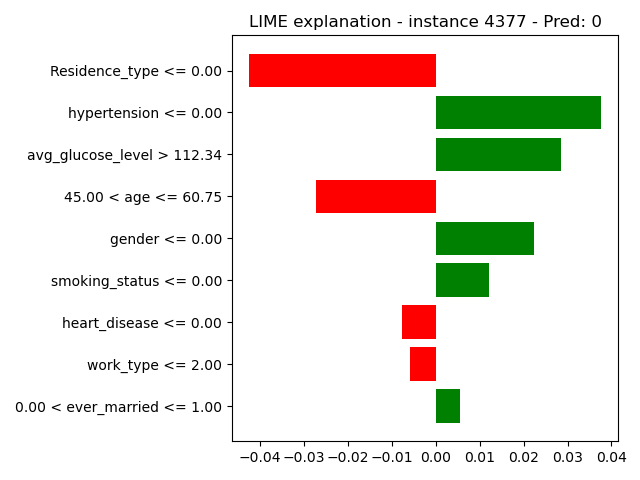 LIME explanation - instance 4377 - Pred: 0
Residence_type <= 0.00
hypertension <= 0.00
avg_glucose_level > 112.34
45.00 < age <= 60.75
gender <= 0.00
smoking_status <= 0.00
heart_disease <= 0.00
work_type <= 2.00
0.00 < ever_married <= 1.00
−0.04 −0.03 −0.02 −0.01 0.00 0.01 0.02 0.03 0.04